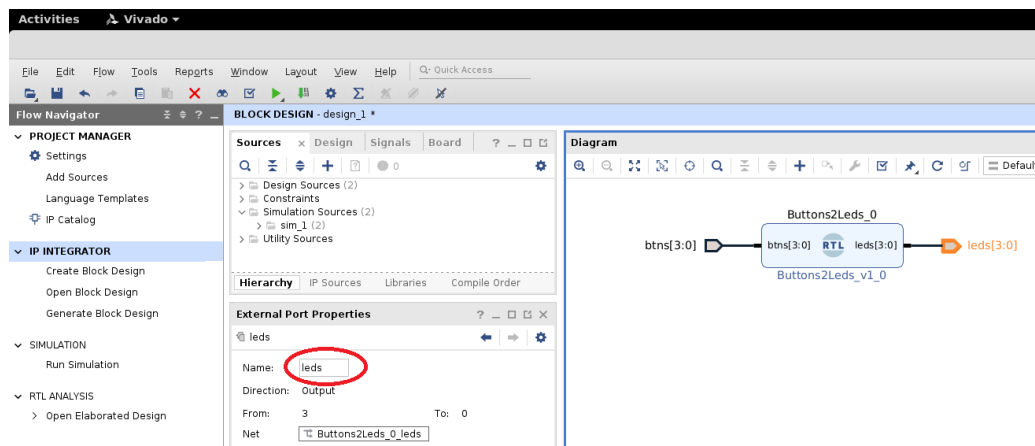 Activities Vivado
File Edit Flow Tools Reports Window Layout View Help Q- Quick Access
Flow Navigator ? _
PROJECT MANAGER
Settings
Add Sources
Language Templates
IP Catalog
IP INTEGRATOR
Create Block Design
Open Block Design
Generate Block Design
SIMULATION
Run Simulation
RTL ANALYSIS
Open Elaborated Design
BLOCK DESIGN - design_1 *
Sources x Design Signals Board ? _
0
Design Sources (2)
Constraints
Simulation Sources (2)
sim_1 (2)
Utility Sources
Hierarchy IP Sources Libraries Compile Order
External Port Properties ? _
leds
Name: leds
Direction: Output
From: 3 To: 0
Net Buttons2Leds_0_leds
Diagram
Defaul
Buttons2Leds_0
btns[3:0] btns[3:0] RTL leds[3:0] leds[3:0]
Buttons2Leds_v1_0